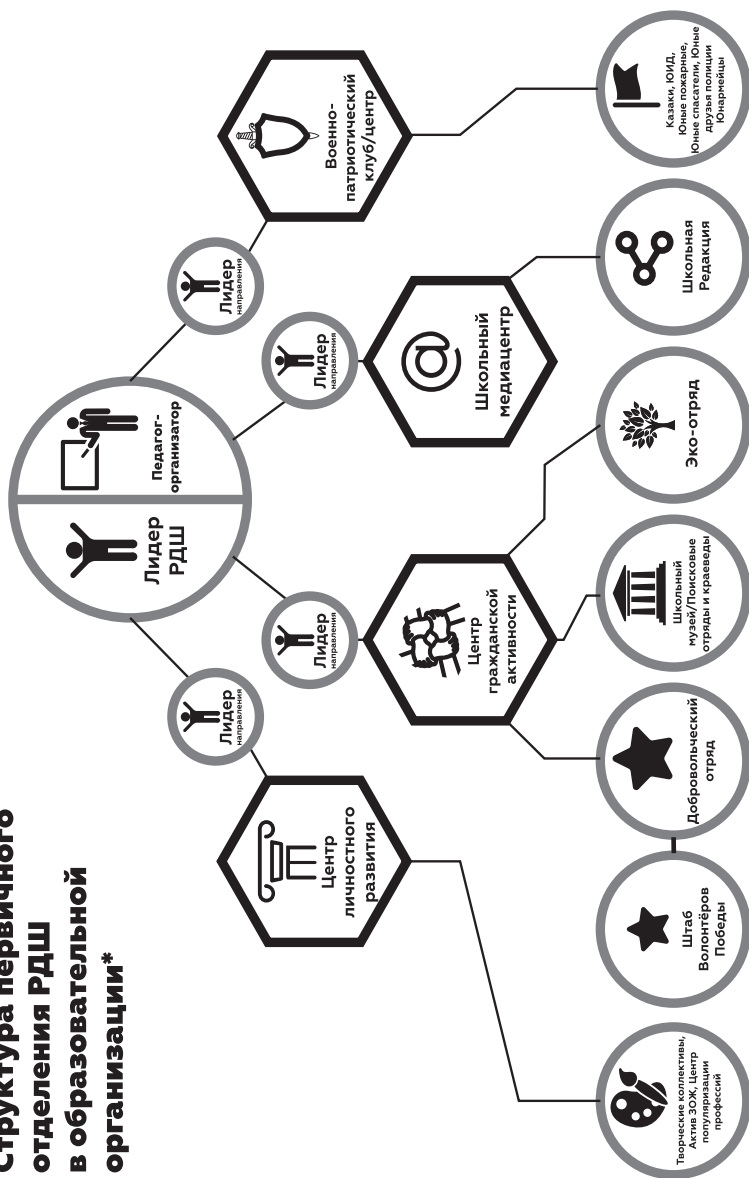 Структура первичного
отделения РДШ
в образовательной
организации*
Лидер
РДШ
Педагог-
организатор
Лидер
направления
Лидер
направления
Лидер
направления
Лидер
направления
Центр
личностного
развития
Центр
гражданской
активности
Школьный
медиацентр
Военно-
патриотический
клуб/центр
Творческие коллективы,
Актив ЗОЖ, Центр
популяризации
профессий
Штаб
Волонтёров
Победы
Добровольческий
отряд
Школьный
музей/Поисковые
отряды и краеведы
Эко-отряд
Школьная
Редакция
Казаки, ЮИД,
Юные пожарные,
Юные спасатели, Юные
друзья полиции
Юнармейцы